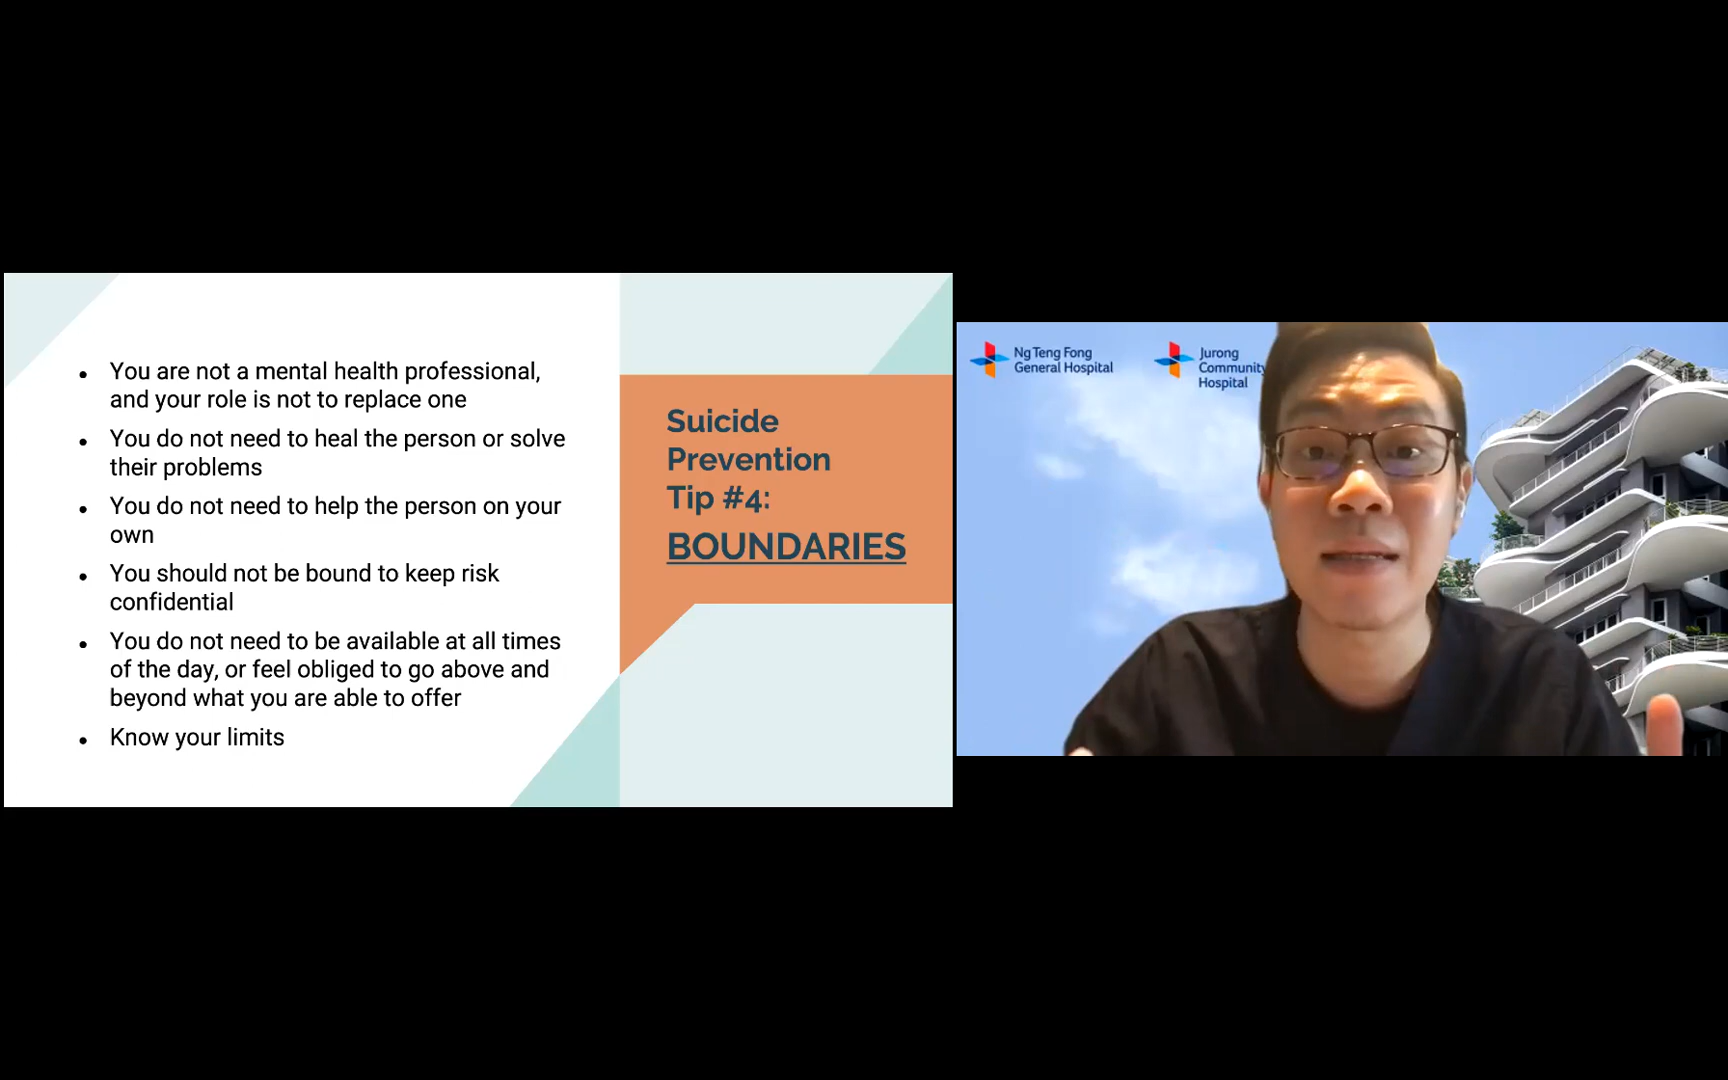 You are not a mental health professional,
and your role is not to replace one
You do not need to heal the person or solve
their problems
You do not need to help the person on your
own
You should not be bound to keep risk
confidential
You do not need to be available at all times
of the day, or feel obliged to go above and
beyond what you are able to offer
Know your limits
Suicide
Prevention
Tip #4:
BOUNDARIES
Ng Teng Fong
General Hospital
Jurong
Community
Hospital